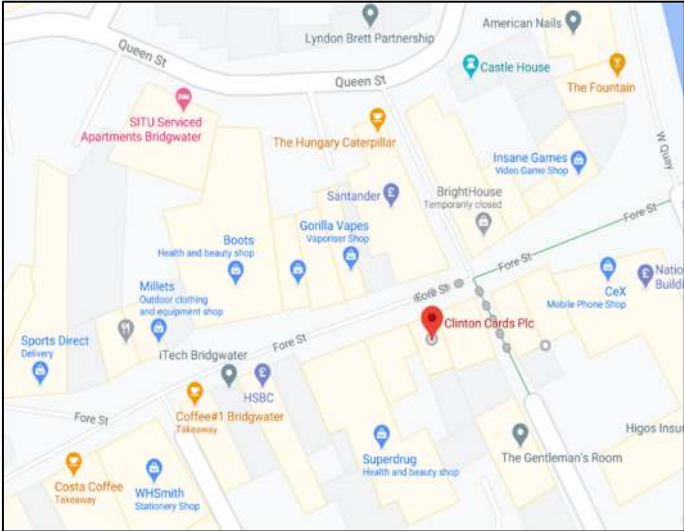 American Nails
Lyndon Brett Partnership
Queen St
Castle House
Queen St
The Fountain
SITU Serviced
Apartments Bridgwater
The Hungary Caterpillar
W Quay
Insane Games
Video Game Shop
Santander
BrightHouse
Temporarily closed
Fore St
Gorilla Vapes
Vaporiser Shop
Boots
Health and beauty shop
Fore St
Natio
Buildin
CeX
Mobile Phone Shop
Millets
Outdoor clothing
and equipment shop
Fore St
Clinton Cards Plc
Sports Direct
Delivery
Fore St
iTech Bridgwater
HSBC
Coffee#1 Bridgwater
Takeaway
Fore St
Higos Insur
Superdrug
Health and beauty shop
The Gentleman's Room
Costa Coffee
Takeaway
WHSmith
Stationery Shop